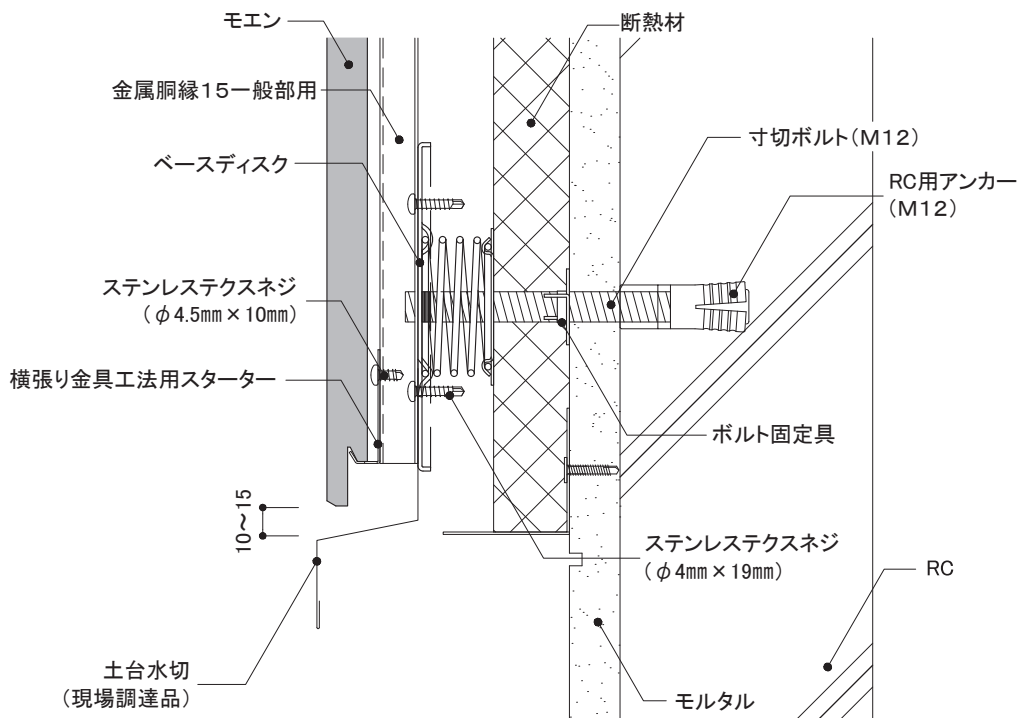 モエン
断熱材
金属胴縁15一般部用
寸切ボルト(M12)
ベースディスク
RC用アンカー
(M12)
ステンレステクスネジ
(φ4.5mm×10mm)
横張り金具工法用スターター
ボルト固定具
10~15
ステンレステクスネジ
(φ4mm×19mm)
RC
土台水切
(現場調達品)
モルタル